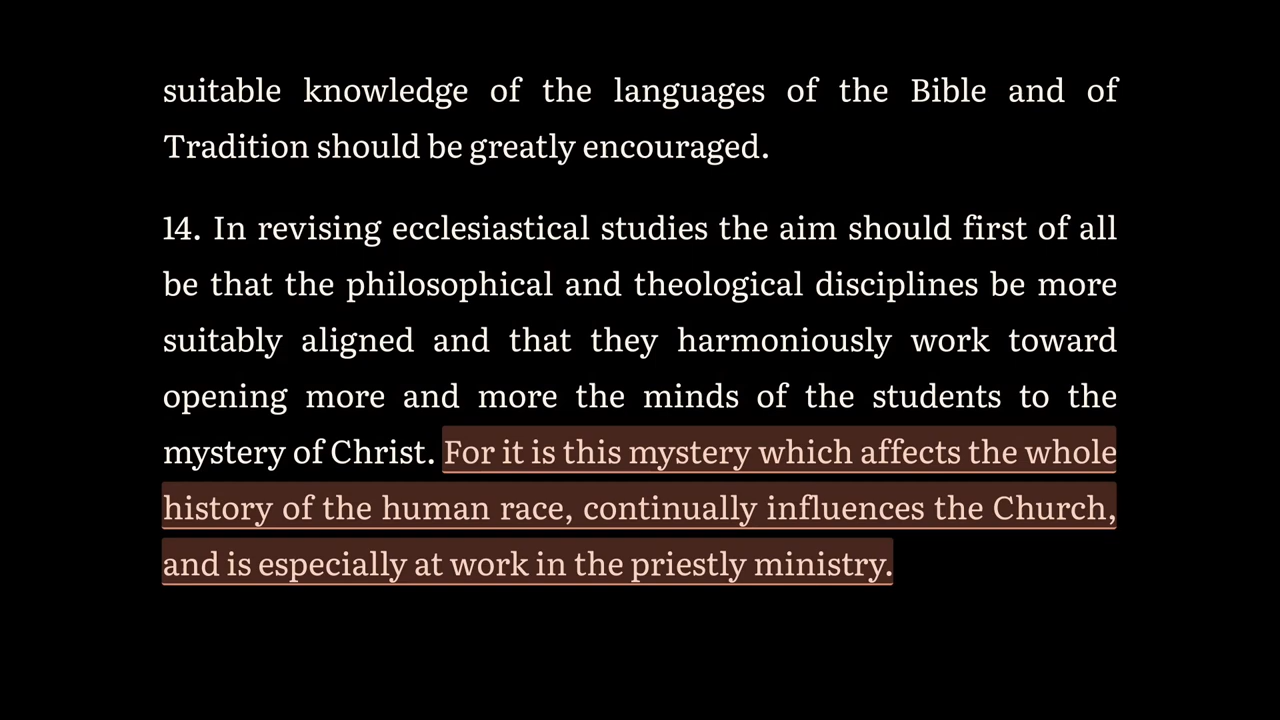 suitable knowledge of the languages of the Bible and of
Tradition should be greatly encouraged.
14. In revising ecclesiastical studies the aim should first of all
be that the philosophical and theological disciplines be more
suitably aligned and that they harmoniously work toward
opening more and more the minds of the students to the
mystery of Christ. For it is this mystery which affects the whole
history of the human race, continually influences the Church,
and is especially at work in the priestly ministry.